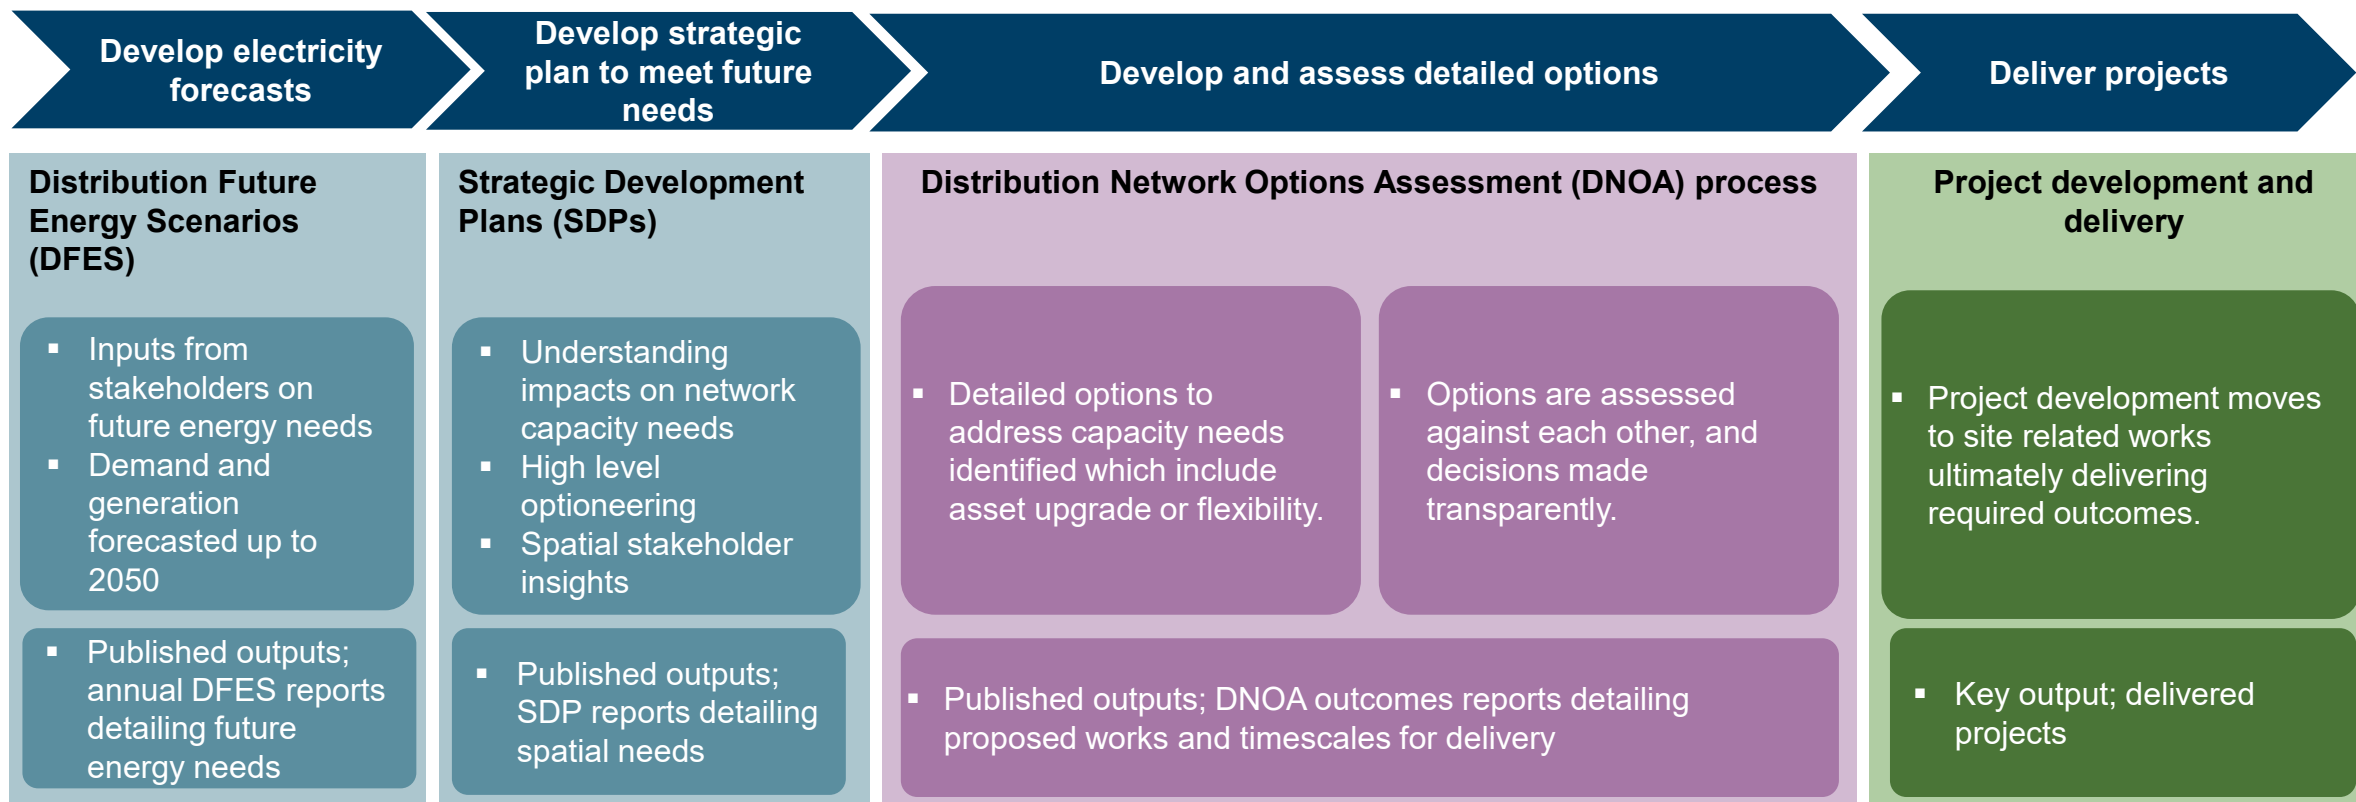 Develop electricity
forecasts
Develop strategic
plan to meet future
needs
Develop and assess detailed options
Deliver projects
Distribution Future
Energy Scenarios
(DFES)
▪ Inputs from
stakeholders on
future energy needs
▪ Demand and
generation
forecasted up to
2050
▪ Published outputs;
annual DFES reports
detailing future
energy needs
Strategic Development
Plans (SDPs)
▪ Understanding
impacts on network
capacity needs
▪ High level
optioneering
▪ Spatial stakeholder
insights
▪ Published outputs;
SDP reports detailing
spatial needs
Distribution Network Options Assessment (DNOA) process
▪ Detailed options to
address capacity needs
identified which include
asset upgrade or flexibility.
▪ Options are assessed
against each other, and
decisions made
transparently.
▪ Published outputs; DNOA outcomes reports detailing
proposed works and timescales for delivery
Project development and
delivery
▪ Project development moves
to site related works
ultimately delivering
required outcomes.
▪ Key output; delivered
projects